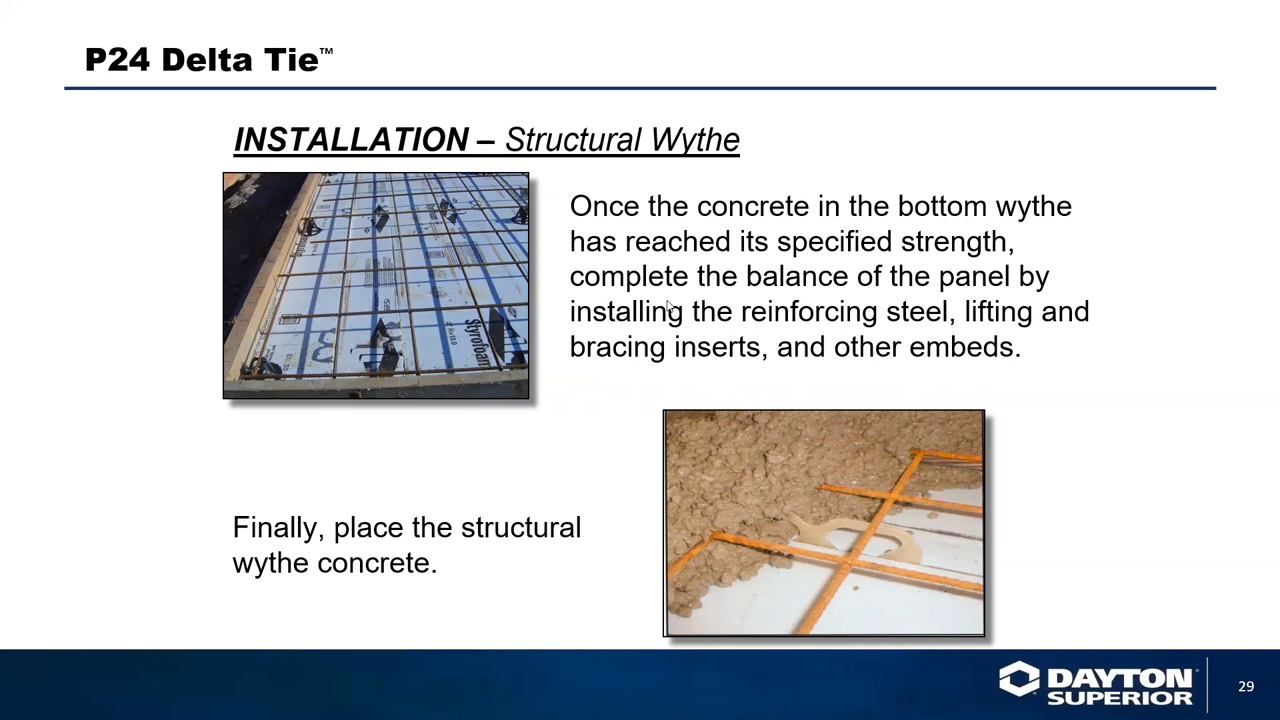 P24 Delta Tie™
INSTALLATION – Structural Wythe
Once the concrete in the bottom wythe
has reached its specified strength,
complete the balance of the panel by
installing the reinforcing steel, lifting and
bracing inserts, and other embeds.
Styrofoam
Finally, place the structural
wythe concrete.
DAYTON
SUPERIOR
29